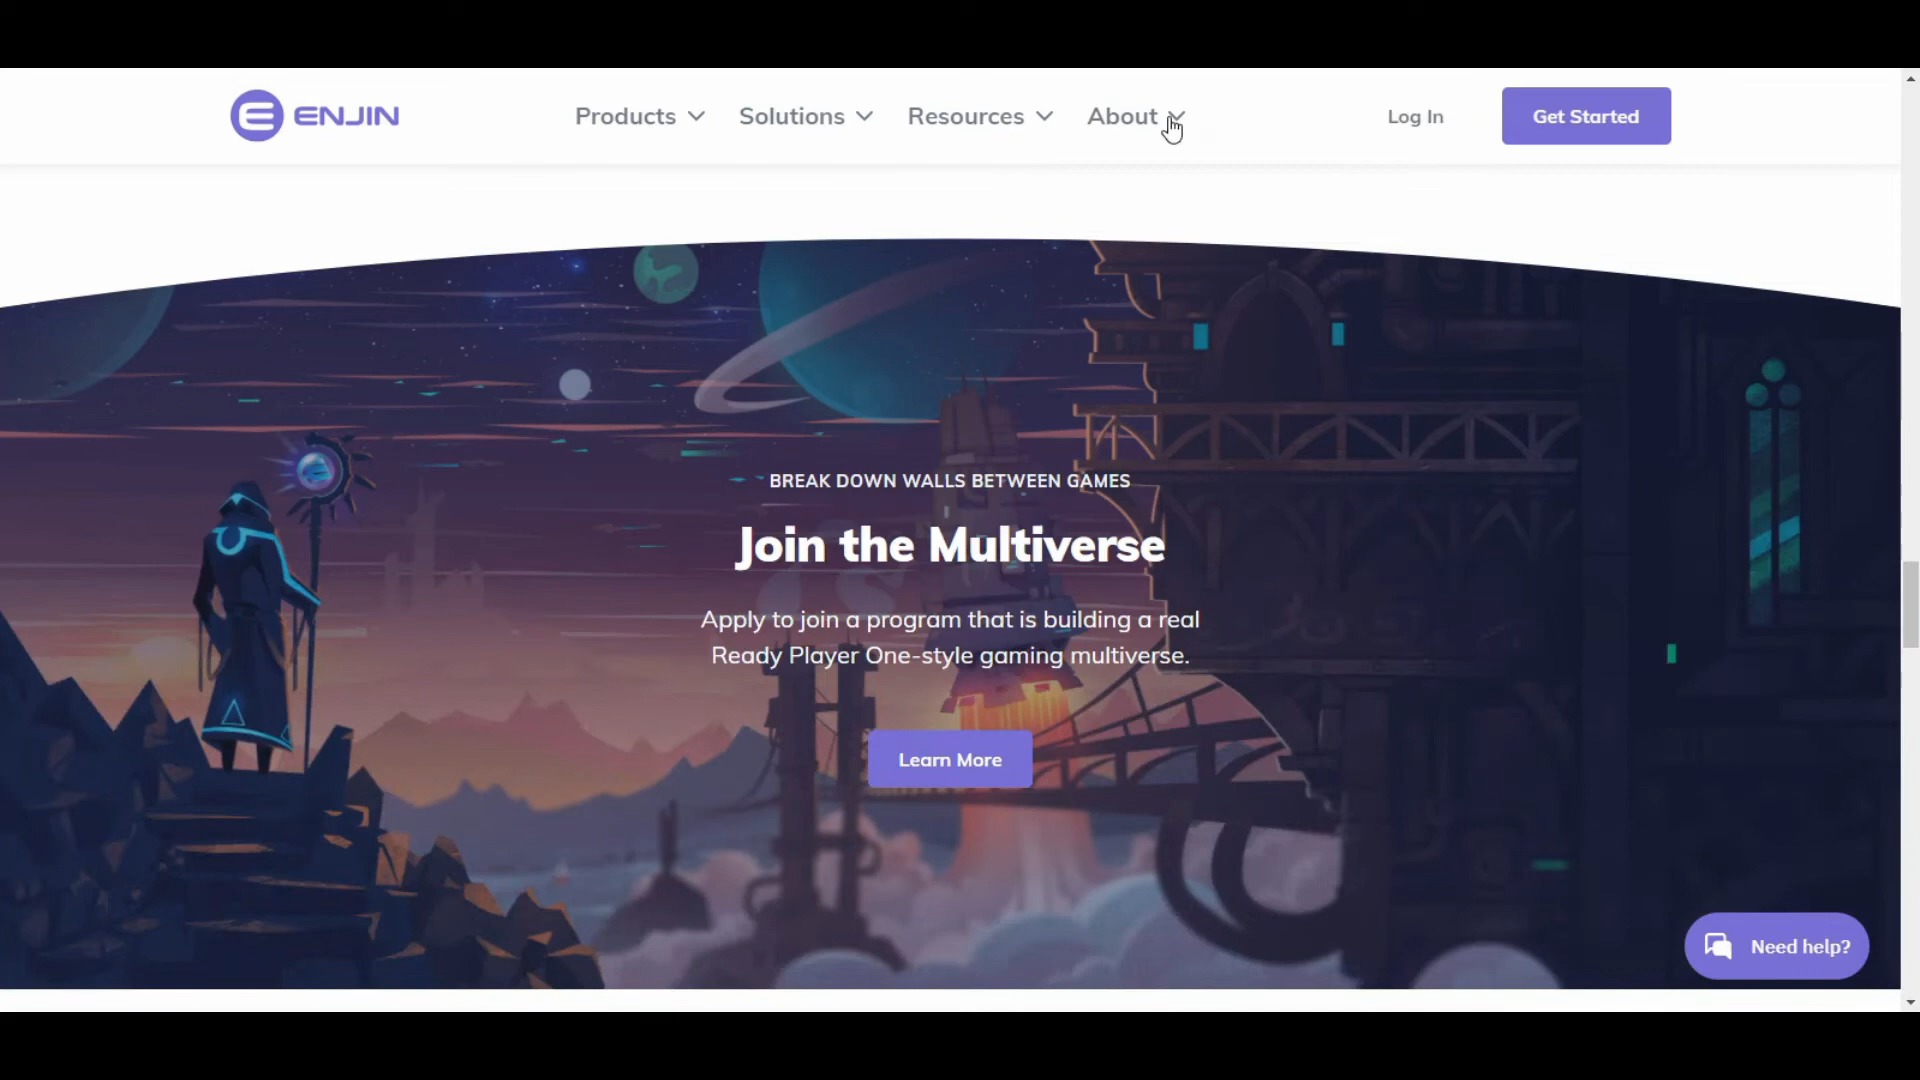 ENJIN
Products
Solutions
Resources
About
Log In
Get Started
BREAK DOWN WALLS BETWEEN GAMES
Join the Multiverse
Apply to join a program that is building a real
Ready Player One-style gaming multiverse.
Learn More
Need help?